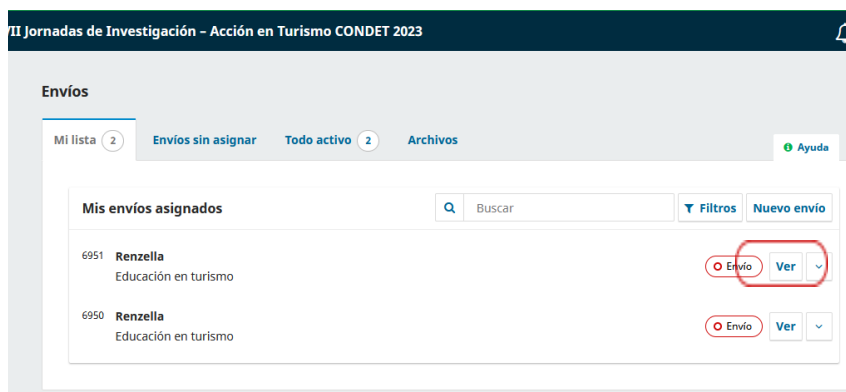 VII Jornadas de Investigación – Acción en Turismo CONDET 2023
Envíos
Mi lista 2 Envíos sin asignar Todo activo 2 Archivos
Ayuda
Mis envíos asignados Buscar Filtros Nuevo envío
6951 Renzella
Educación en turismo
Envío Ver
6950 Renzella
Educación en turismo
Envío Ver